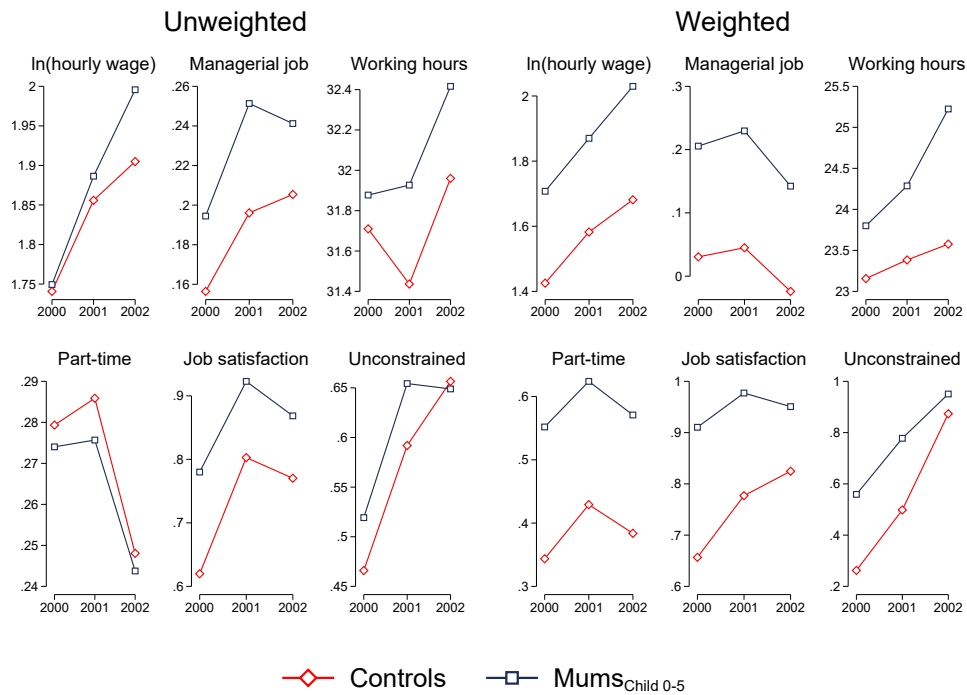 Unweighted
Weighted
ln(hourly wage)
Managerial job
Working hours
ln(hourly wage)
Managerial job
Working hours
2
1.95
1.9
1.85
1.8
1.75
2000 2001 2002
.26
.24
.22
.2
.18
.16
2000 2001 2002
32.4
32.2
32
31.8
31.6
31.4
2000 2001 2002
2
1.8
1.6
1.4
2000 2001 2002
.3
.2
.1
0
2000 2001 2002
25.5
25
24.5
24
23.5
23
2000 2001 2002
Part-time
Job satisfaction
Unconstrained
Part-time
Job satisfaction
Unconstrained
.29
.28
.27
.26
.25
.24
2000 2001 2002
.9
.8
.7
.6
2000 2001 2002
.65
.6
.55
.5
.45
2000 2001 2002
.6
.5
.4
.3
2000 2001 2002
1
.9
.8
.7
.6
2000 2001 2002
1
.8
.6
.4
.2
2000 2001 2002
Controls
Mums Child 0-5